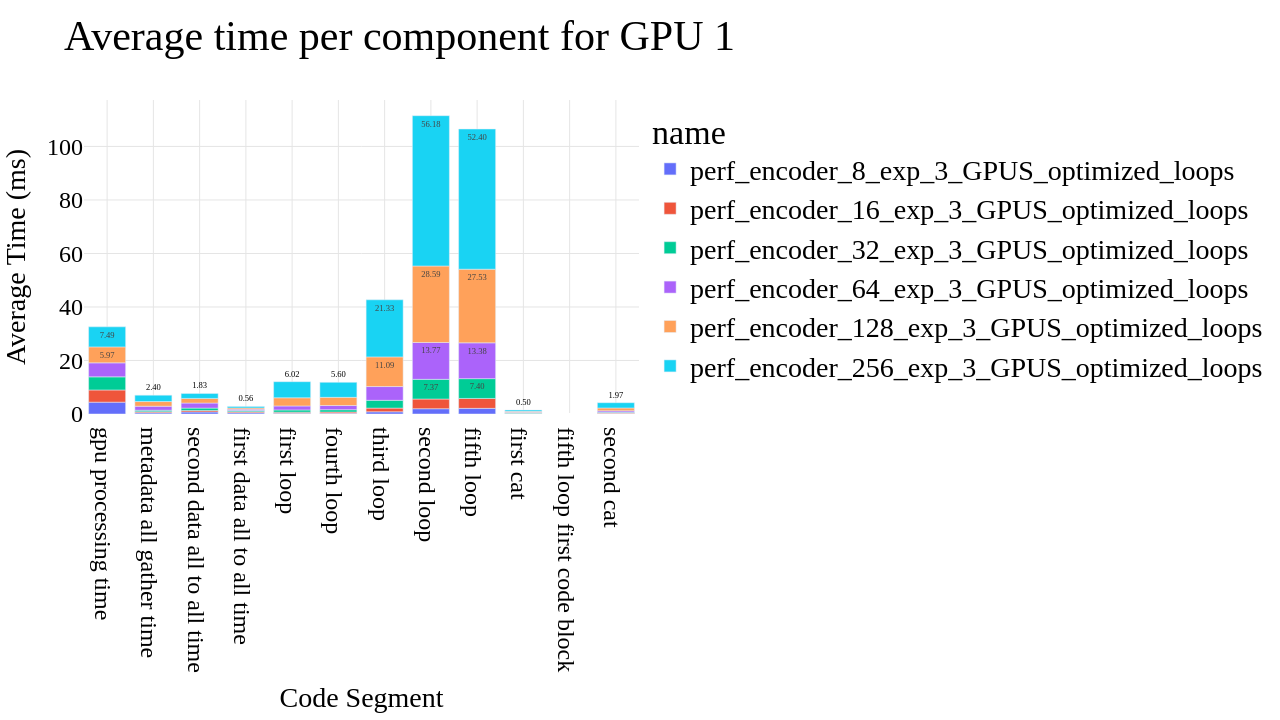 Average time per component for GPU 1
name
perf_encoder_8_exp_3_GPUS_optimized_loops
perf_encoder_16_exp_3_GPUS_optimized_loops
perf_encoder_32_exp_3_GPUS_optimized_loops
perf_encoder_64_exp_3_GPUS_optimized_loops
perf_encoder_128_exp_3_GPUS_optimized_loops
perf_encoder_256_exp_3_GPUS_optimized_loops
Average Time (ms)
100
80
60
40
20
0
7.49
5.97
2.40
1.83
0.56
6.02
5.60
21.33
11.09
56.18
28.59
13.77
7.37
52.40
27.53
13.38
7.40
0.50
1.97
gpu processing time
metadata all gather time
second data all to all time
first data all to all time
first loop
fourth loop
third loop
second loop
fifth loop
first cat
fifth loop first code block
second cat
Code Segment